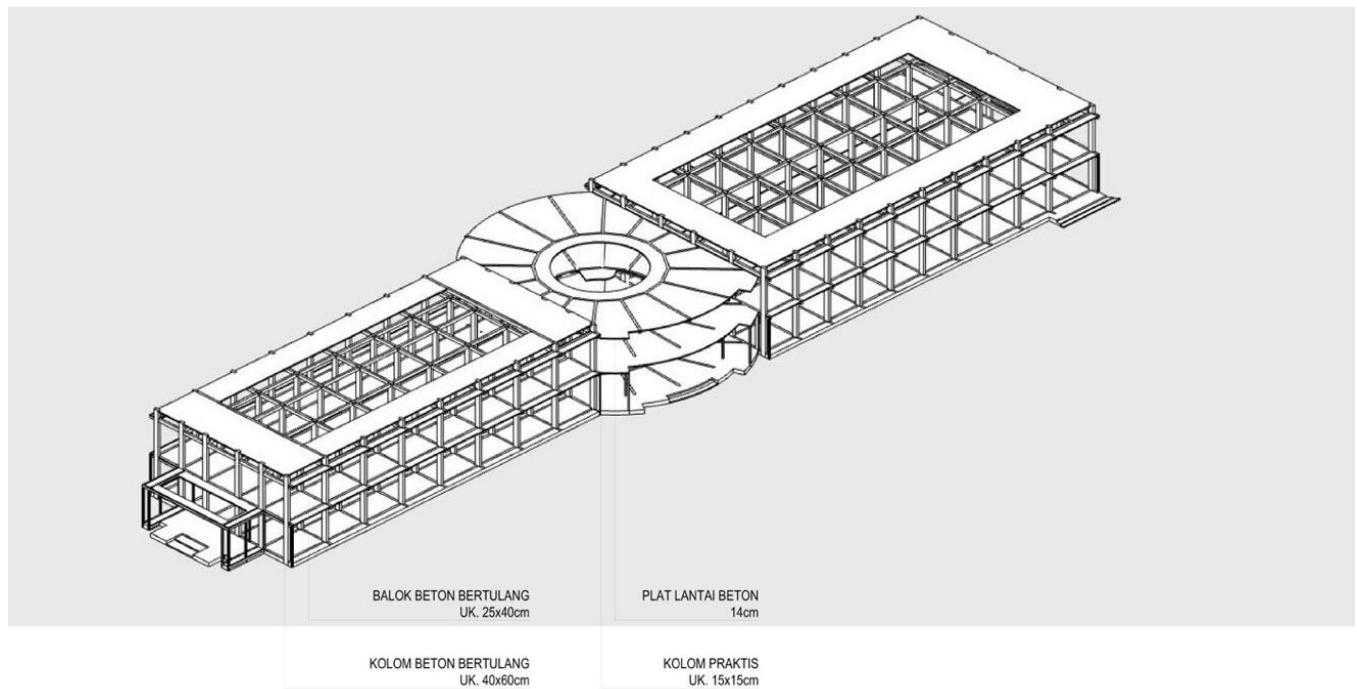 BALOK BETON BERTULANG
UK. 25x40cm
PLAT LANTAI BETON
14cm
KOLOM BETON BERTULANG
UK. 40x60cm
KOLOM PRAKTIS
UK. 15x15cm